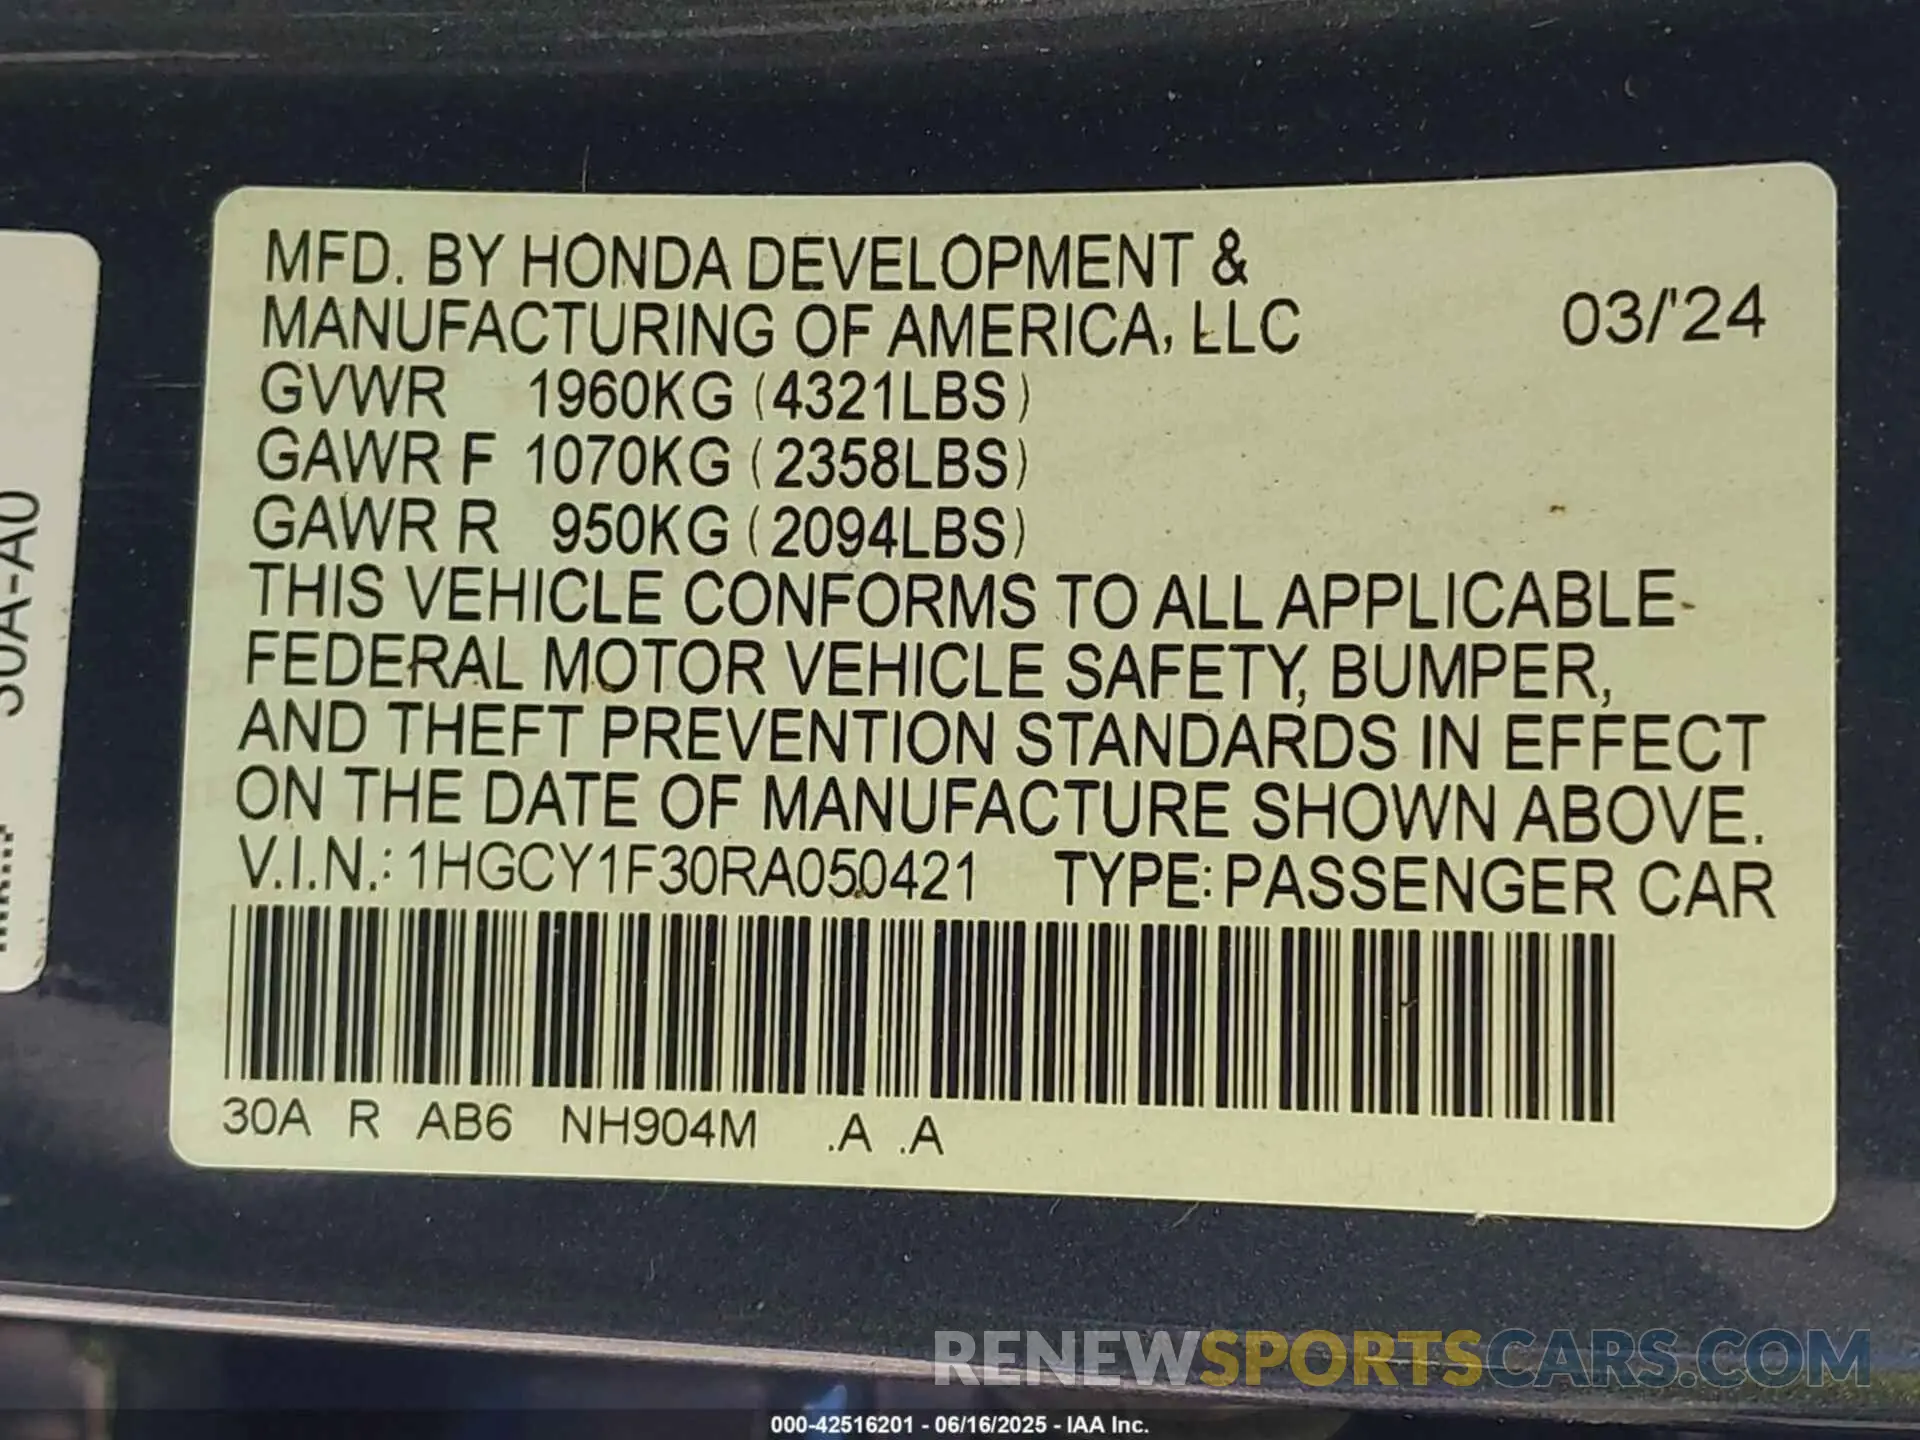 MFD. BY HONDA DEVELOPMENT &
MANUFACTURING OF AMERICA, LLC 03/'24
GVWR 1960KG (4321LBS)
GAWR F 1070KG (2358LBS)
GAWR R 950KG (2094LBS)
THIS VEHICLE CONFORMS TO ALL APPLICABLE
FEDERAL MOTOR VEHICLE SAFETY, BUMPER,
AND THEFT PREVENTION STANDARDS IN EFFECT
ON THE DATE OF MANUFACTURE SHOWN ABOVE.
V.I.N.: 1HGCY1F30RA050421 TYPE: PASSENGER CAR
30A R AB6 NH904M .A .A
30A-A0
RENEWSPORTSCARS.COM
000-42516201 - 06/16/2025 - IAA Inc.